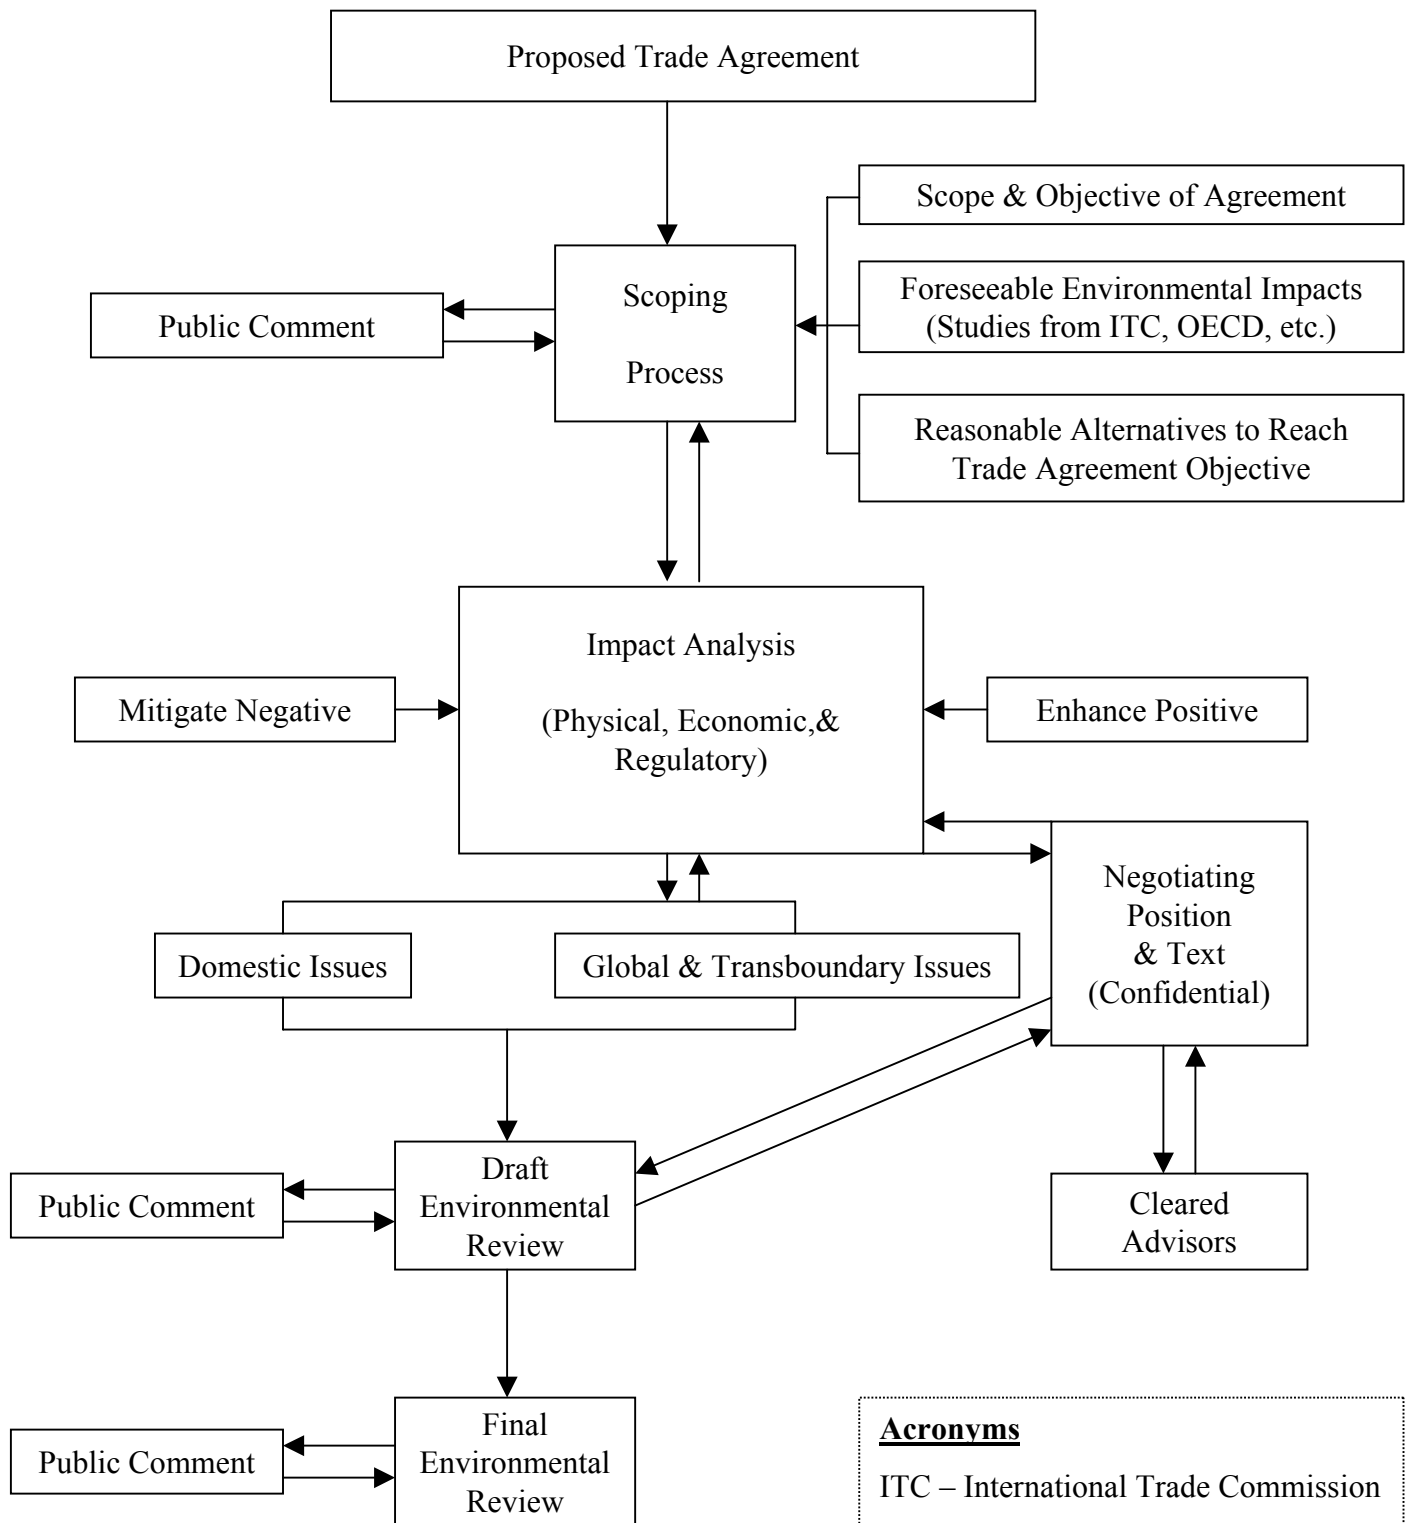 Proposed Trade Agreement
Scope & Objective of Agreement
Foreseeable Environmental Impacts
(Studies from ITC, OECD, etc.)
Reasonable Alternatives to Reach
Trade Agreement Objective
Scoping
Process
Public Comment
Impact Analysis
(Physical, Economic,&
Regulatory)
Mitigate Negative
Enhance Positive
Negotiating
Position
& Text
(Confidential)
Domestic Issues
Global & Transboundary Issues
Draft
Environmental
Review
Public Comment
Cleared
Advisors
Final
Environmental
Review
Public Comment
Acronyms
ITC – International Trade Commission